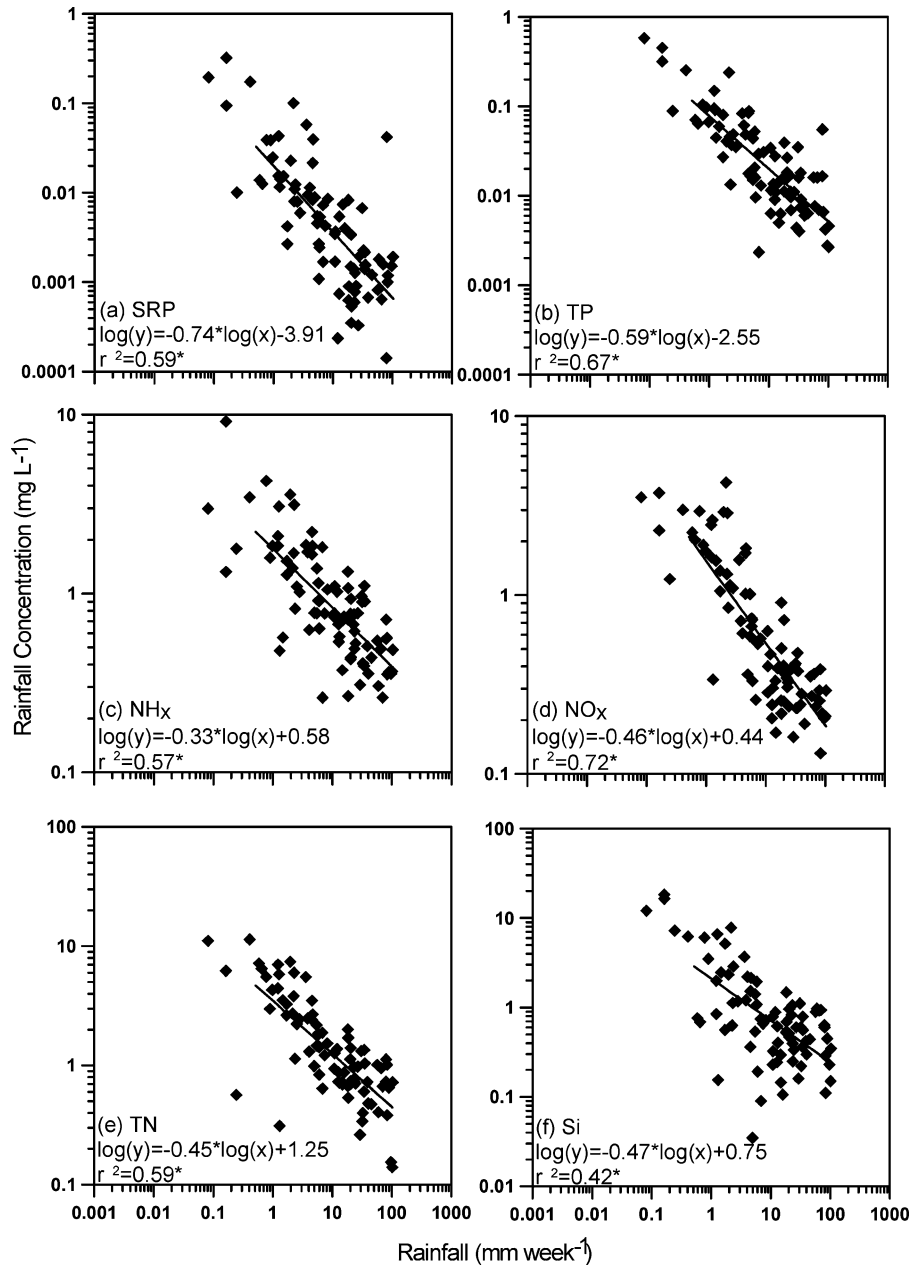 1
0.1
0.01
0.001
0.0001
(a) SRP
log(y)=-0.74*log(x)-3.91
r ²=0.59*
1
0.1
0.01
0.001
0.0001
(b) TP
log(y)=-0.59*log(x)-2.55
r ²=0.67*
Rainfall Concentration (mg L-1)
10
1
0.1
(c) NHx
log(y)=-0.33*log(x)+0.58
r ²=0.57*
10
1
0.1
(d) NOx
log(y)=-0.46*log(x)+0.44
r ²=0.72*
100
10
1
0.1
(e) TN
log(y)=-0.45*log(x)+1.25
r ²=0.59*
0.001 0.01 0.1 1 10 100 1000
100
10
1
0.1
0.01
(f) Si
log(y)=-0.47*log(x)+0.75
r ²=0.42*
0.001 0.01 0.1 1 10 100 1000
Rainfall (mm week-1)